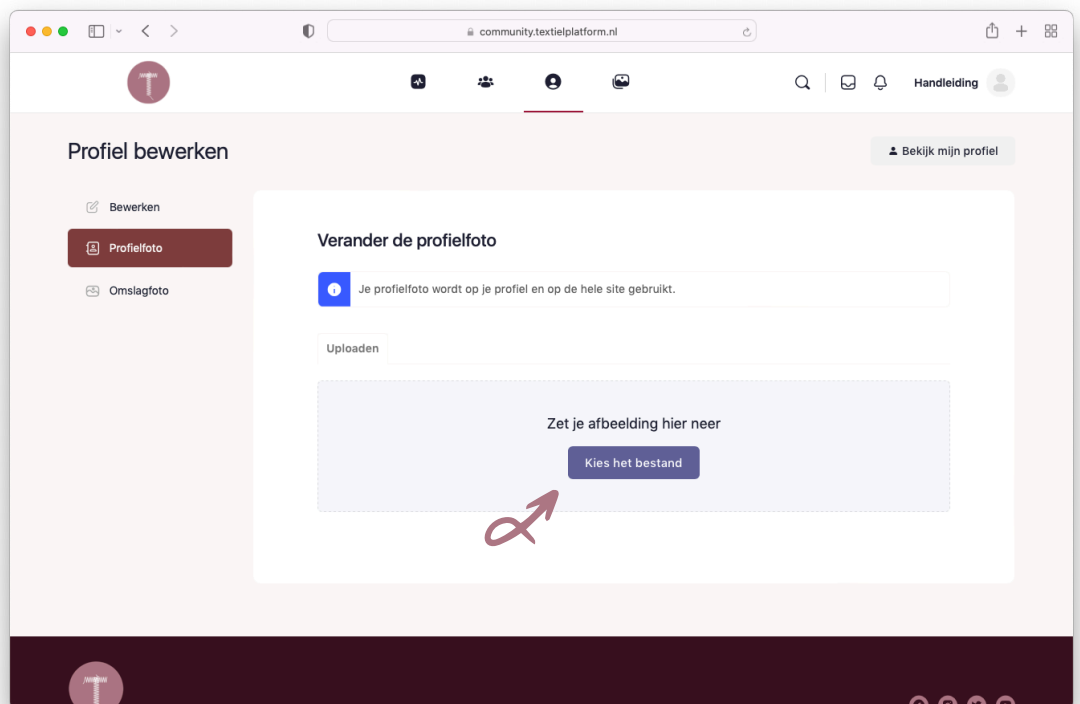 community.textielplatform.nl
T
Handleiding
Profiel bewerken
Bekijk mijn profiel
Bewerken
Profielfoto
Omslagfoto
Verander de profielfoto
Je profielfoto wordt op je profiel en op de hele site gebruikt.
Uploaden
Zet je afbeelding hier neer
Kies het bestand
T